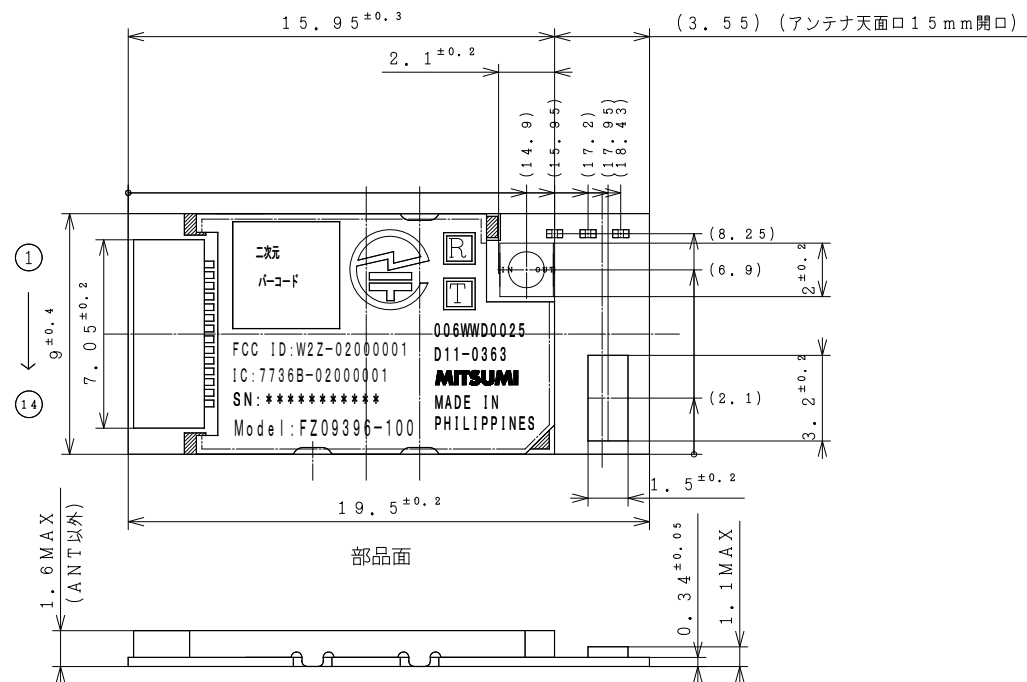 15.95±0.3
(3.55) (アンテナ天面口15mm開口)
2.1±0.2
(14.9)
(15.95)
(17.2)
(17.95)
(18.43)
1
14
9±0.4
7.05±0.2
二次元
バーコード
R
T
IN OUT
(8.25)
(6.9)
(2.1)
2±0.2
3.2±0.2
006WWD0025
D11-0363
MITSUMI
MADE IN
PHILIPPINES
FCC ID:W2Z-02000001
IC:7736B-02000001
SN:***********
Model:FZ09396-100
1.5±0.2
19.5±0.2
部品面
1.6MAX
(ANT以外)
0.34±0.05
1.1MAX